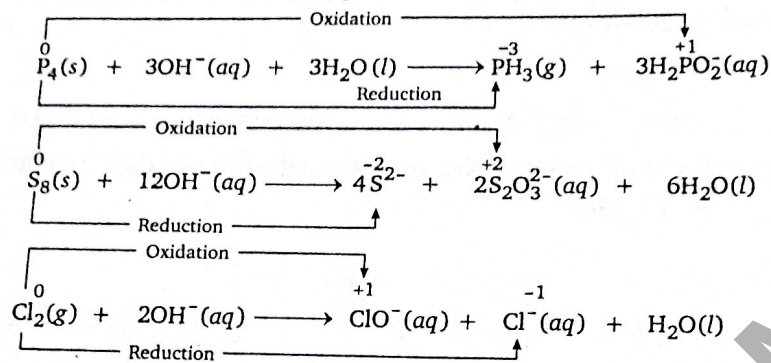 Oxidation
0 −3 +1
P₄(s) + 3OH⁻(aq) + 3H₂O(l) ⟶ PH₃(g) + 3H₂PO₂⁻(aq)
Reduction
Oxidation
0 −2 +2
S₈(s) + 12OH⁻(aq) ⟶ 4S²⁻ + 2S₂O₃²⁻(aq) + 6H₂O(l)
Reduction
Oxidation
0 +1 −1
Cl₂(g) + 2OH⁻(aq) ⟶ ClO⁻(aq) + Cl⁻(aq) + H₂O(l)
Reduction